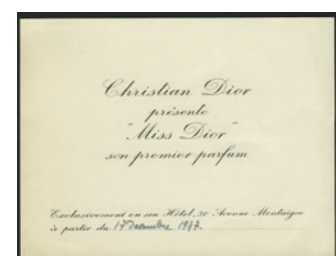 Christian Dior
présente
"Miss Dior"
son premier parfum
Exclusivement en son Hôtel, 30 Avenue Montaigne
à partir du 17 Décembre 1947.